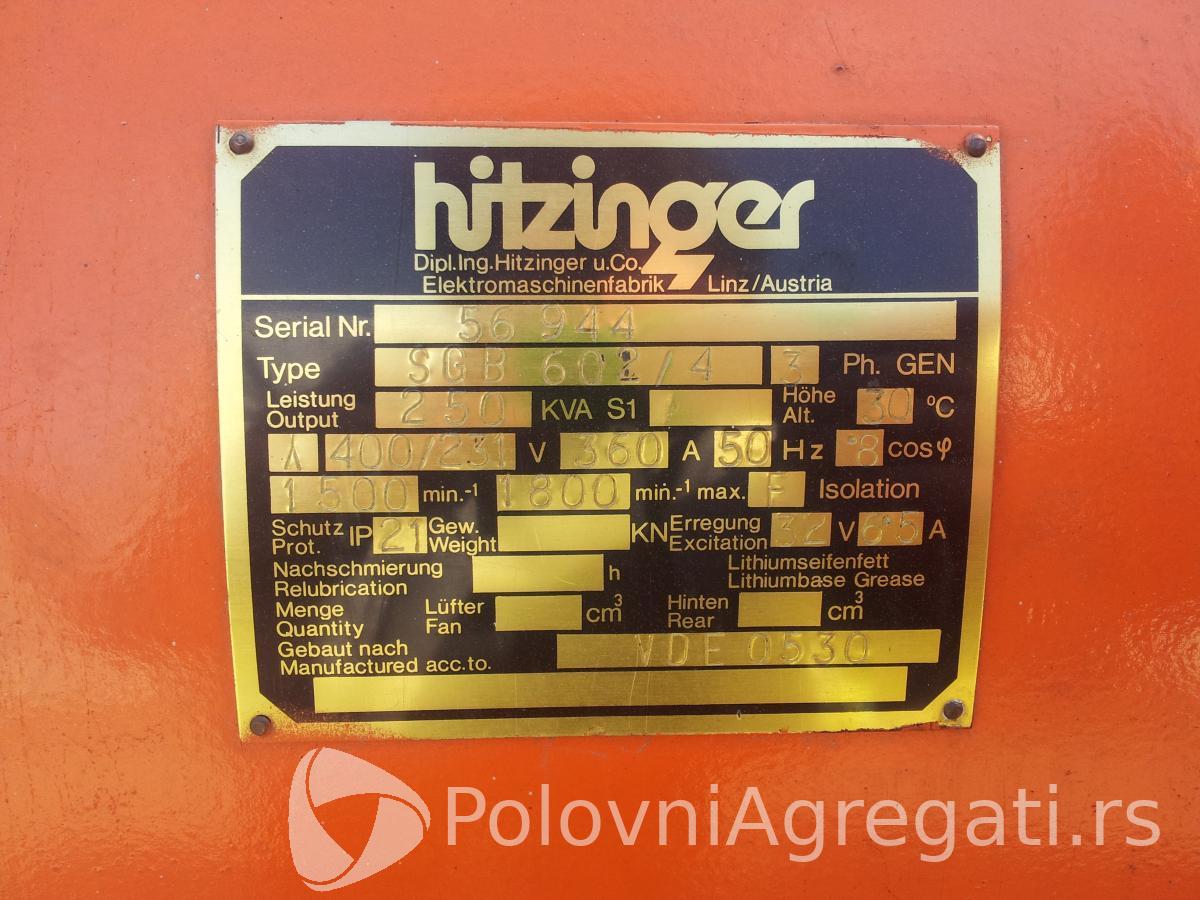 hitzinger
Dipl.Ing.Hitzinger u.Co.
Elektromaschinenfabrik Linz/Austria
Serial Nr. 56 944
Type SGB 602/4 3 Ph. GEN
Leistung Output 250 KVA S1 Höhe Alt. 30 °C
400/231 V 360 A 50 Hz °8 cosφ
1500 min.-1 1800 min.-1 max. F Isolation
Schutz Prot. IP 21 Gew. Weight KN Erregung Excitation 32 V 6°5 A
Nachschmierung Relubrication h Lithiumseifenfett Lithiumbase Grease
Menge Quantity Lüfter Fan cm³ Hinten Rear cm³
Gebaut nach Manufactured acc.to. VDE 0530
PolovniAgregati.rs